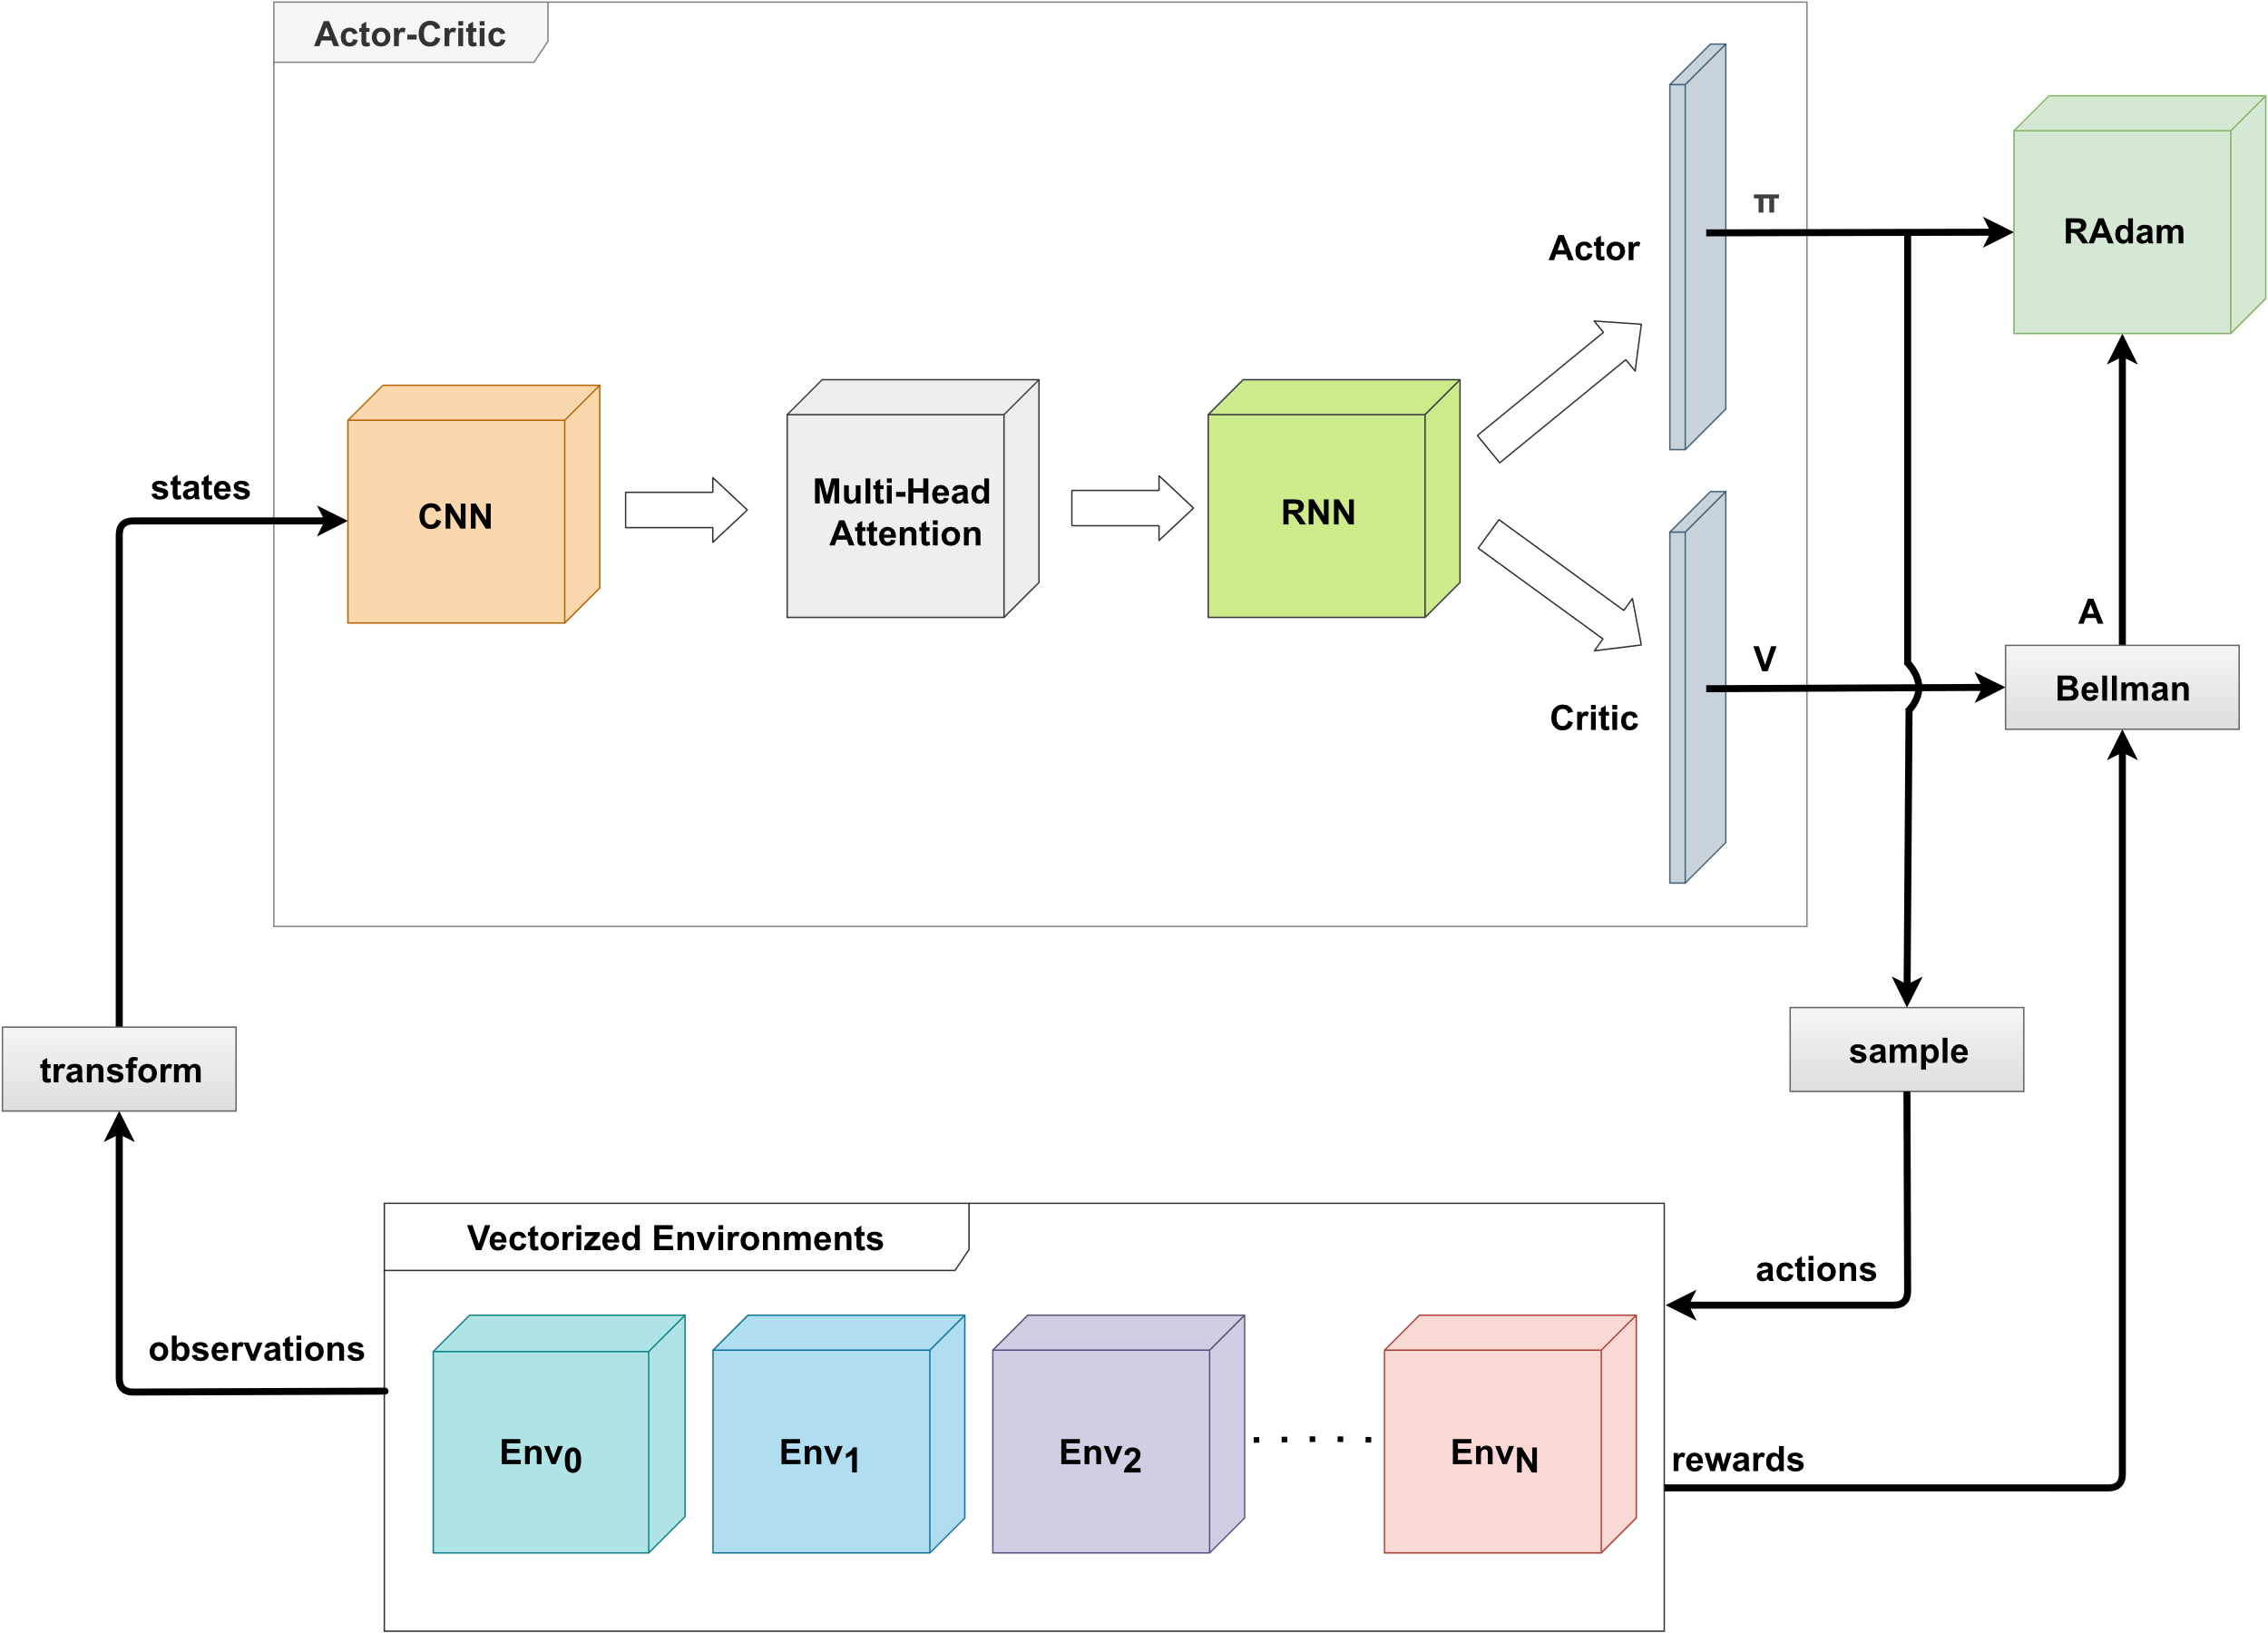 Actor-Critic
π
Actor
RAdam
states
CNN
Multi-Head
Attention
RNN
A
V
Bellman
Critic
transform
sample
Vectorized Environments
actions
observations
Env0
Env1
Env2
.....
EnvN
rewards